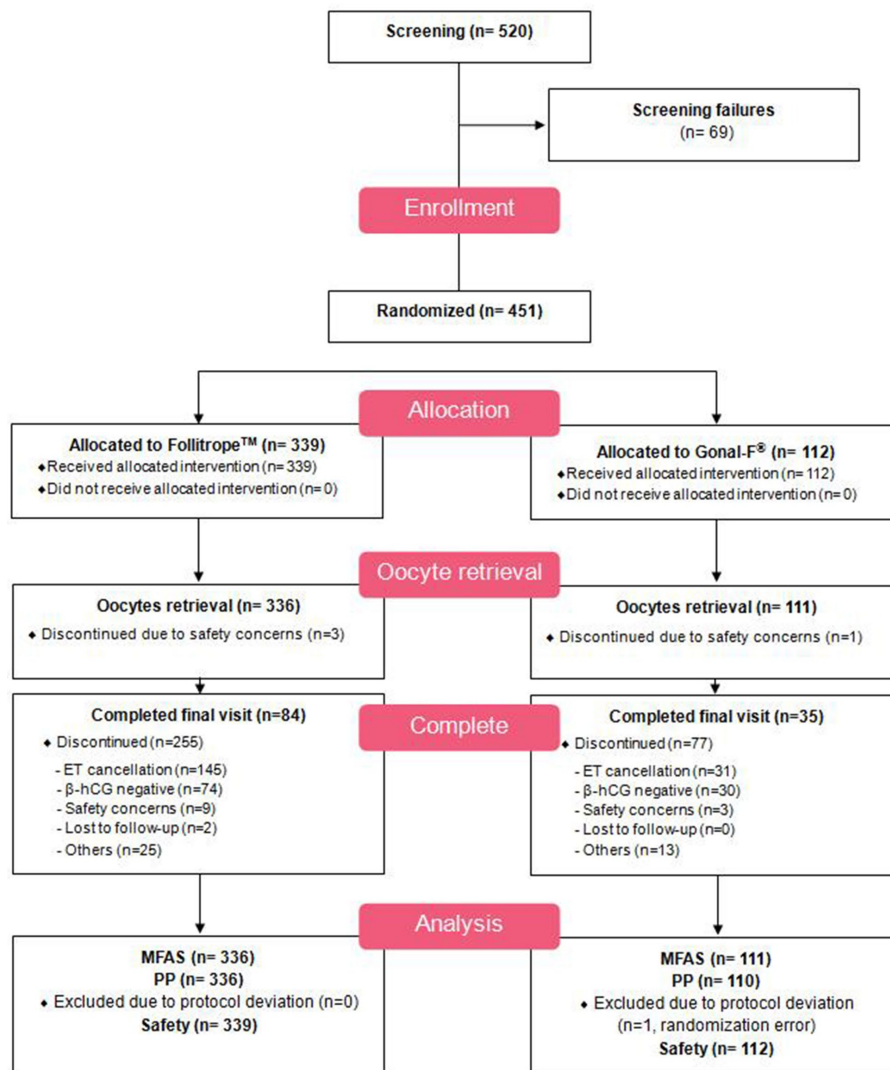 Screening (n= 520)
Screening failures
(n= 69)
Enrollment
Randomized (n= 451)
Allocation
Allocated to Follitrope™ (n= 339)
◆Received allocated intervention (n= 339)
◆Did not receive allocated intervention (n= 0)
Allocated to Gonal-F® (n= 112)
◆Received allocated intervention (n= 112)
◆Did not receive allocated intervention (n= 0)
Oocyte retrieval
Oocytes retrieval (n= 336)
◆ Discontinued due to safety concerns (n=3)
Oocytes retrieval (n= 111)
◆ Discontinued due to safety concerns (n=1)
Complete
Completed final visit (n=84)
◆ Discontinued (n=255)
- ET cancellation (n=145)
- β-hCG negative (n=74)
- Safety concerns (n=9)
- Lost to follow-up (n=2)
- Others (n=25)
Completed final visit (n=35)
◆ Discontinued (n=77)
- ET cancellation (n=31)
- β-hCG negative (n=30)
- Safety concerns (n=3)
- Lost to follow-up (n=0)
- Others (n=13)
Analysis
MFAS (n= 336)
PP (n= 336)
◆ Excluded due to protocol deviation (n=0)
Safety (n= 339)
MFAS (n= 111)
PP (n= 110)
◆ Excluded due to protocol deviation
(n=1, randomization error)
Safety (n= 112)